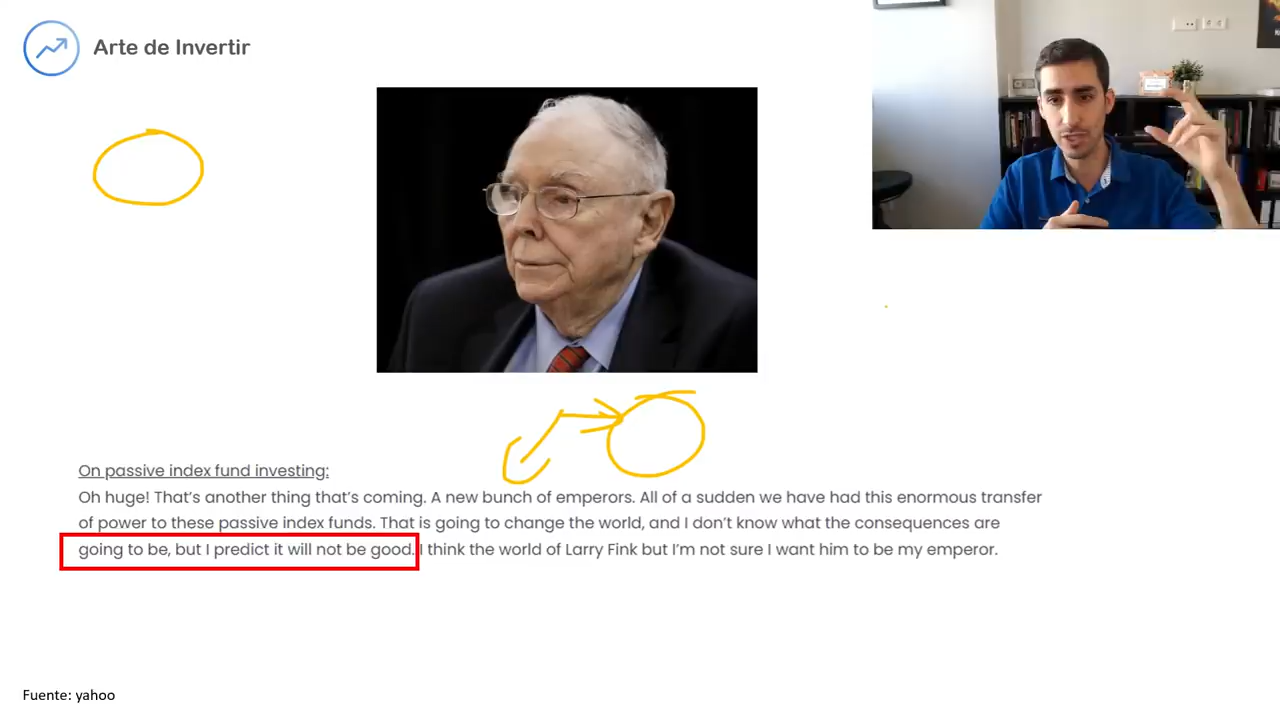 Arte de Invertir
On passive index fund investing:
Oh huge! That's another thing that's coming. A new bunch of emperors. All of a sudden we have had this enormous transfer
of power to these passive index funds. That is going to change the world, and I don't know what the consequences are
going to be, but I predict it will not be good. I think the world of Larry Fink but I'm not sure I want him to be my emperor.
Fuente: yahoo